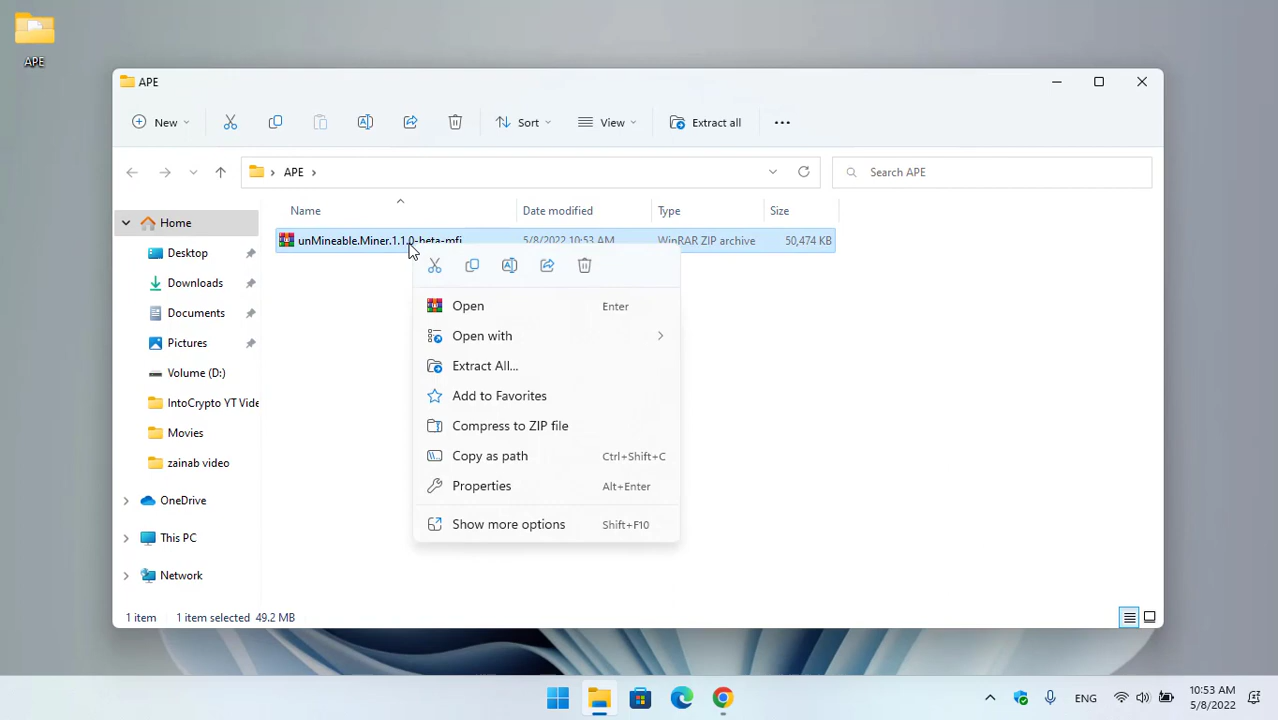 APE
APE
New
Sort
View
Extract all
APE
Search APE
Name
Date modified
Type
Size
Home
unMineable.Miner.1.1.0-beta-mfi
5/8/2022 10:53 AM
WinRAR ZIP archive
50,474 KB
Desktop
Downloads
Documents
Pictures
Volume (D:)
IntoCrypto YT Vide
Movies
zainab video
OneDrive
This PC
Network
Open Enter
Open with
Extract All...
Add to Favorites
Compress to ZIP file
Copy as path Ctrl+Shift+C
Properties Alt+Enter
Show more options Shift+F10
1 item 1 item selected 49.2 MB
ENG
10:53 AM
5/8/2022